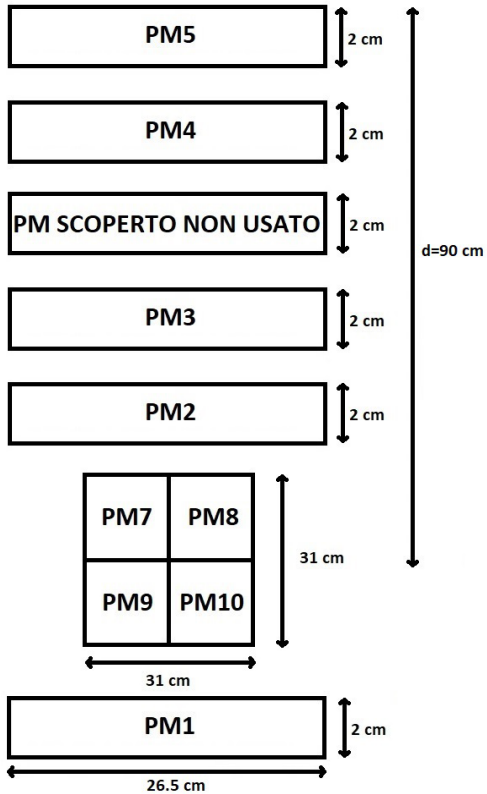 PM5
2 cm
PM4
2 cm
PM SCOPERTO NON USATO
2 cm
d=90 cm
PM3
2 cm
PM2
2 cm
PM7 PM8
31 cm
PM9 PM10
31 cm
PM1
2 cm
26.5 cm